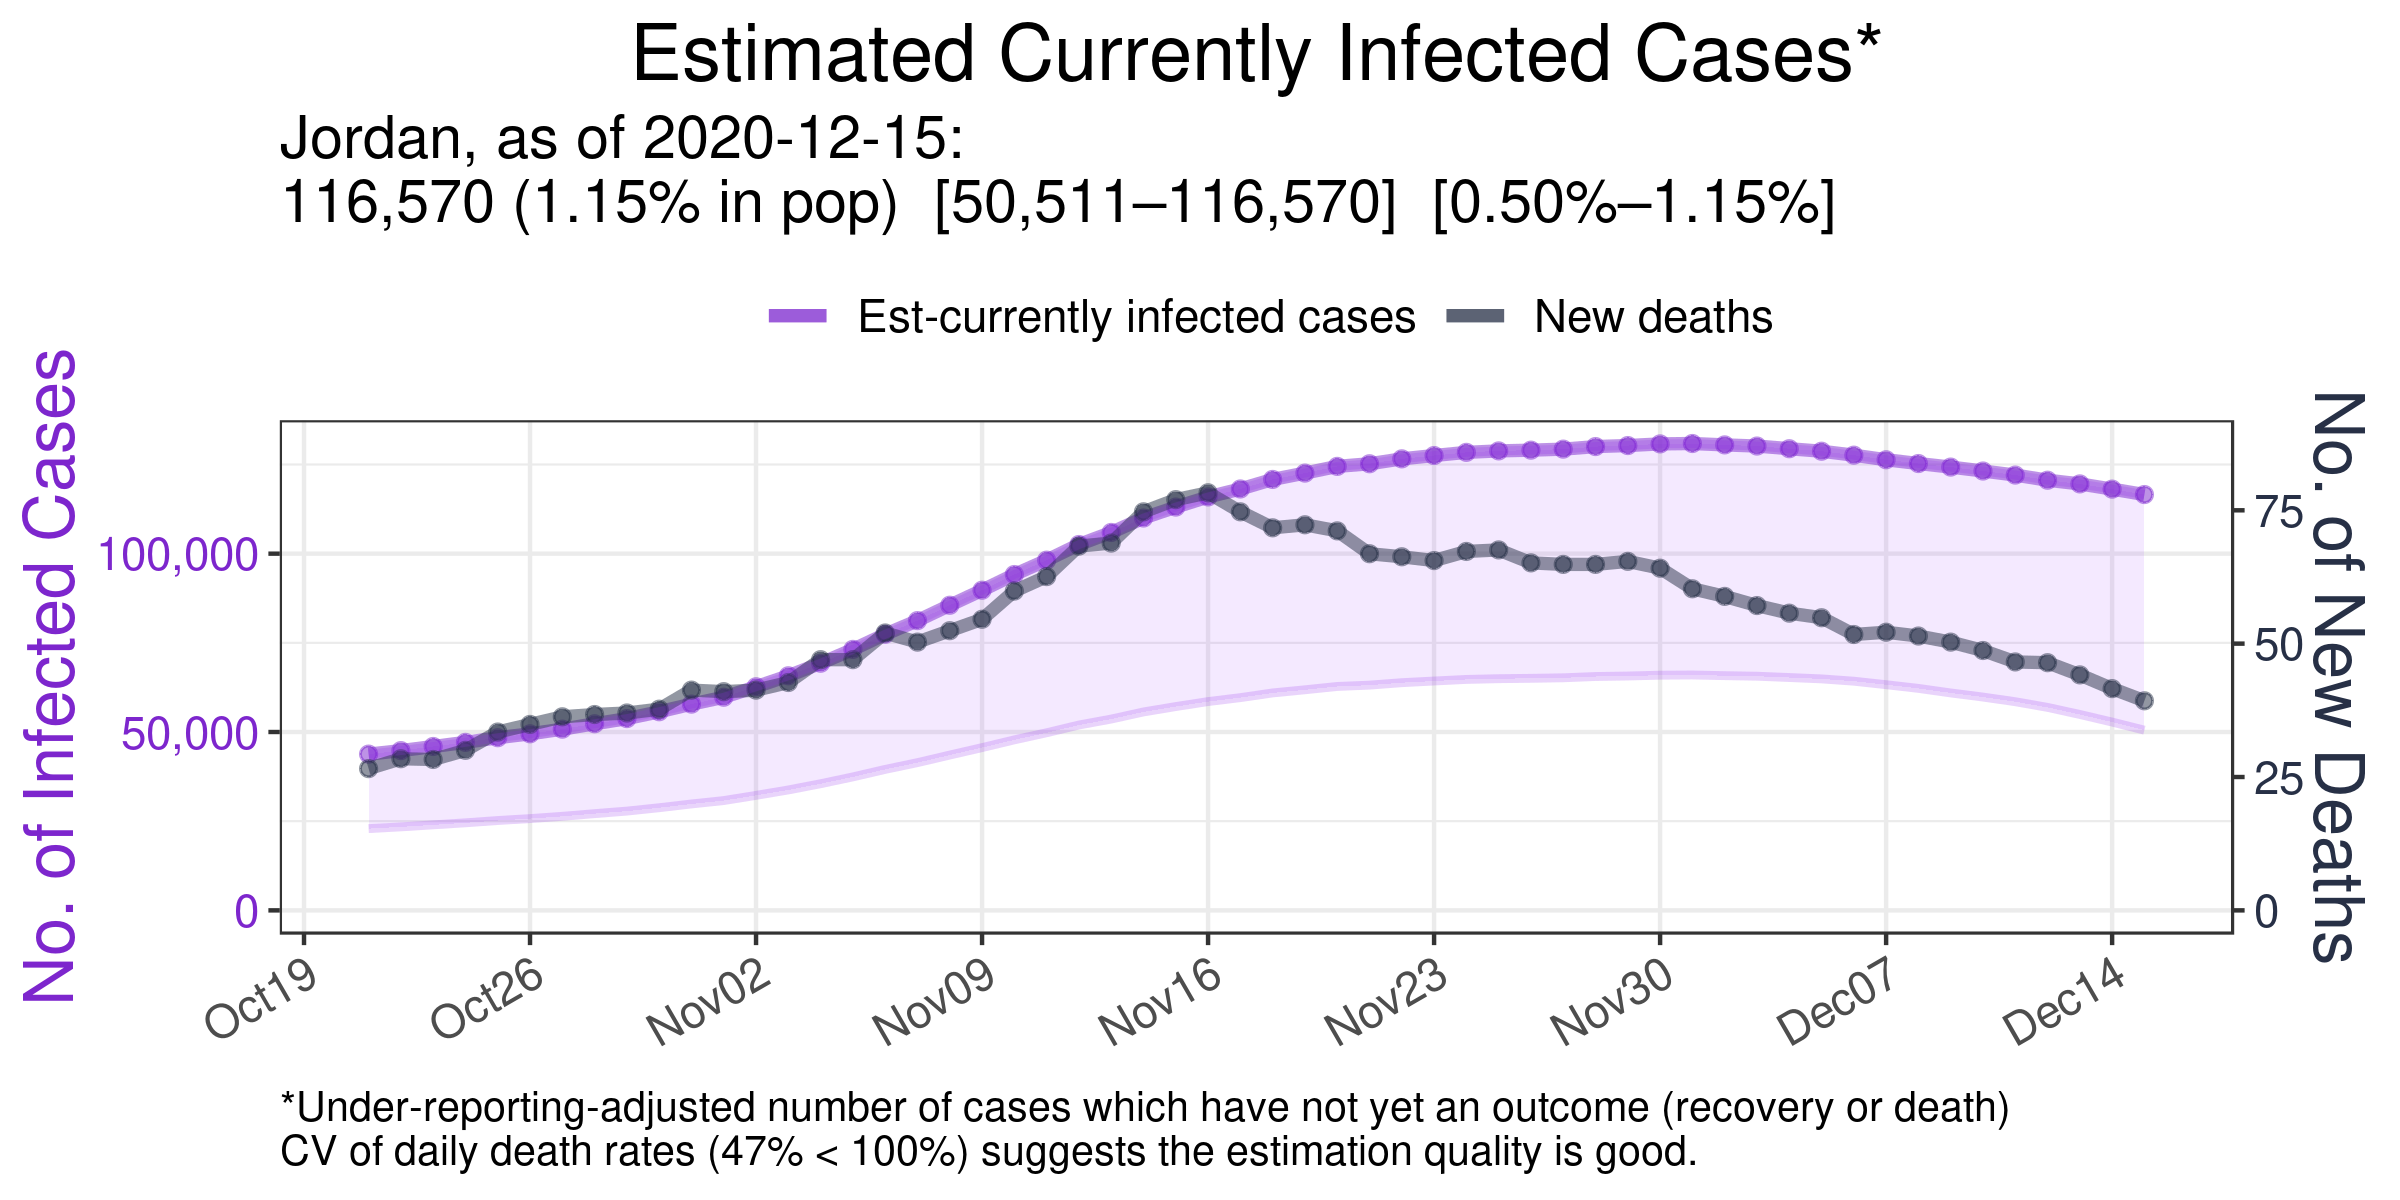 Estimated Currently Infected Cases*
Jordan, as of 2020-12-15:
116,570 (1.15% in pop)  [50,511–116,570]  [0.50%–1.15%]
Est-currently infected cases
New deaths
No. of Infected Cases
100,000
50,000
0
No. of New Deaths
75
50
25
0
Oct19
Oct26
Nov02
Nov09
Nov16
Nov23
Nov30
Dec07
Dec14
*Under-reporting-adjusted number of cases which have not yet an outcome (recovery or death)
CV of daily death rates (47% < 100%) suggests the estimation quality is good.